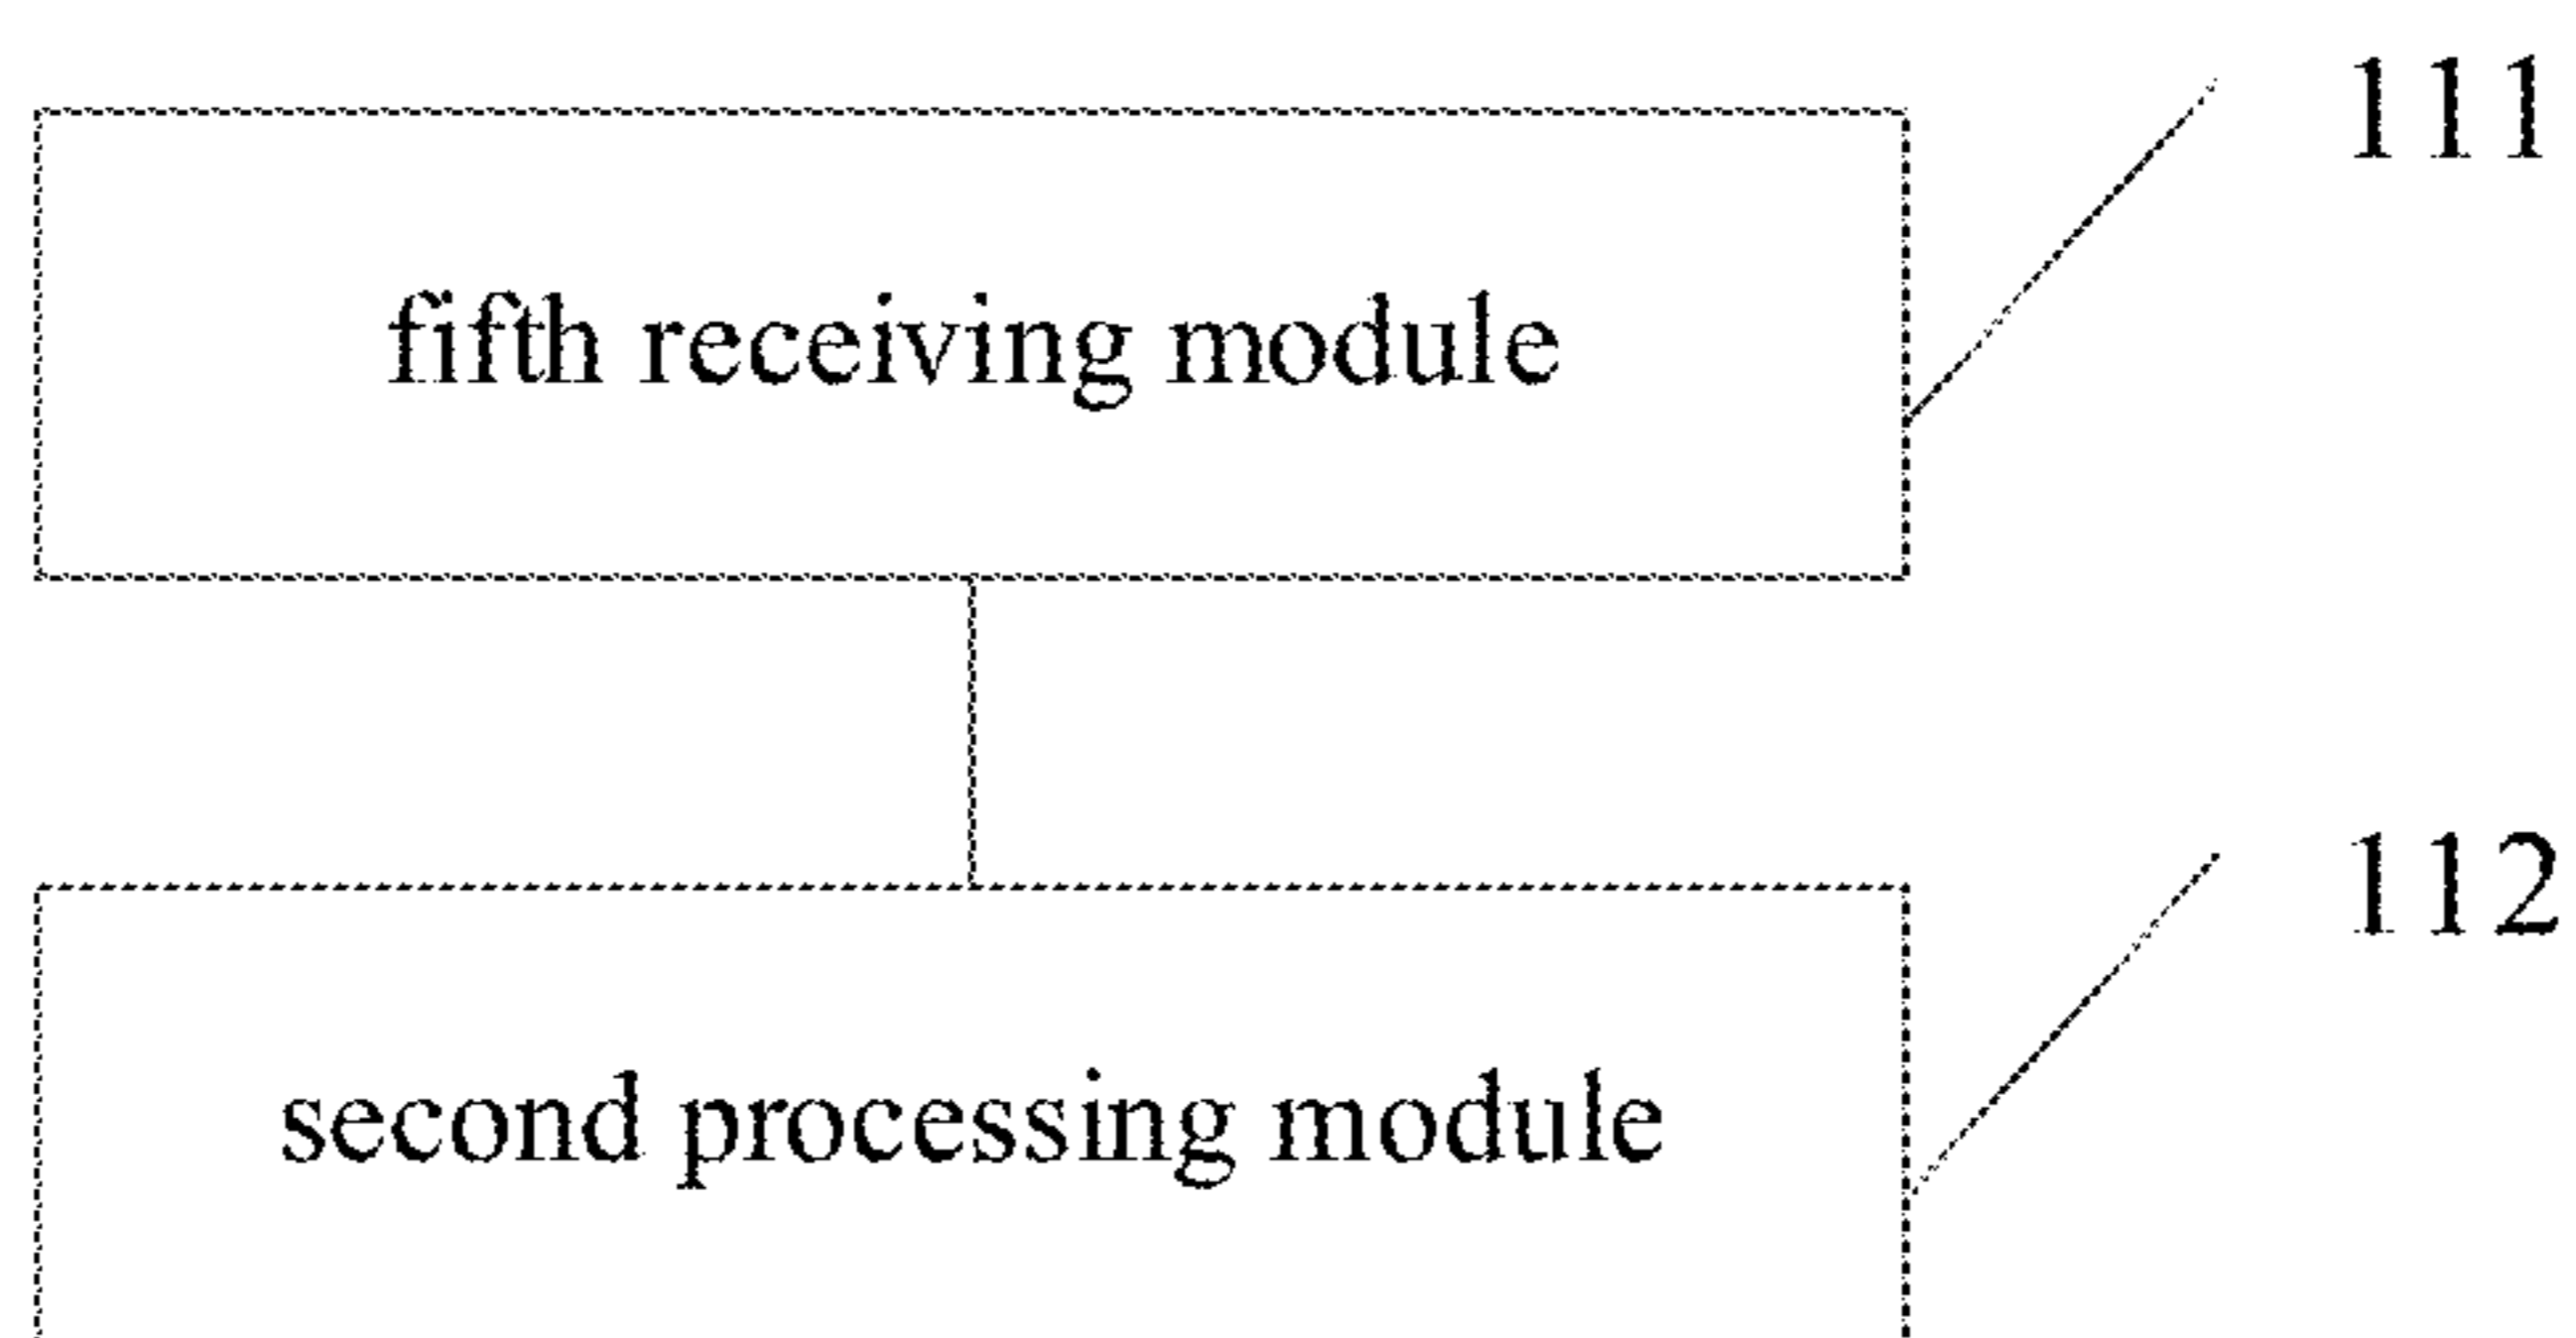 111
fifth receiving module
112
second processing module